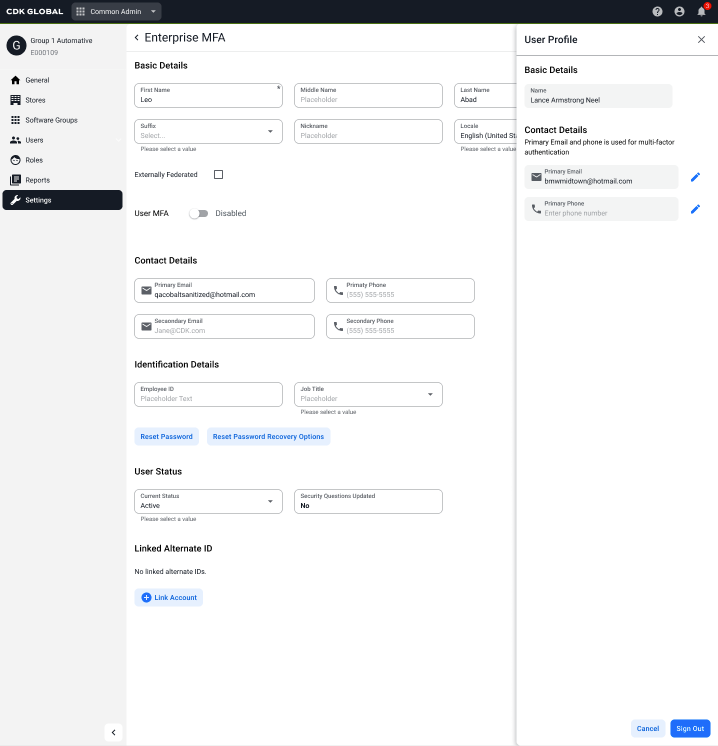 CDK GLOBAL
Common Admin
3
G
Group 1 Automative
E000109
General
Stores
Software Groups
Users
Roles
Reports
Settings
Enterprise MFA
Basic Details
First Name
*
Leo
Middle Name
Placeholder
Last Name
Abad
Suffix
Select...
Please select a value
Nickname
Placeholder
Locale
English (United Sta
Please select a value
Externally Federated
User MFA
Disabled
Contact Details
Primary Email
qacobaltsanitized@hotmail.com
Primaty Phone
(555) 555-5555
Secaondary Email
Jane@CDK.com
Secondary Phone
(555) 555-5555
Identification Details
Employee ID
Placeholder Text
Job Title
Placeholder
Please select a value
Reset Password
Reset Password Recovery Options
User Status
Current Status
Active
Please select a value
Security Questions Updated
No
Linked Alternate ID
No linked alternate IDs.
Link Account
User Profile
Basic Details
Name
Lance Armstrong Neel
Contact Details
Primary Email and phone is used for multi-factor
authentication
Primary Email
bmwmidtown@hotmail.com
Primary Phone
Enter phone number
Cancel
Sign Out